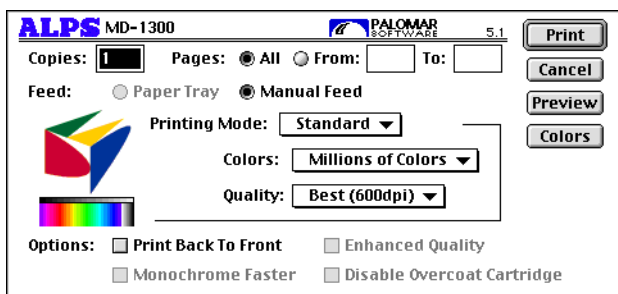 ALPS MD-1300 PALOMAR SOFTWARE 5.1 Print
Copies: 1 Pages: All From: To:
Cancel
Feed: Paper Tray Manual Feed
Preview
Printing Mode: Standard
Colors
Colors: Millions of Colors
Quality: Best (600dpi)
Options: Print Back To Front Enhanced Quality
Monochrome Faster Disable Overcoat Cartridge